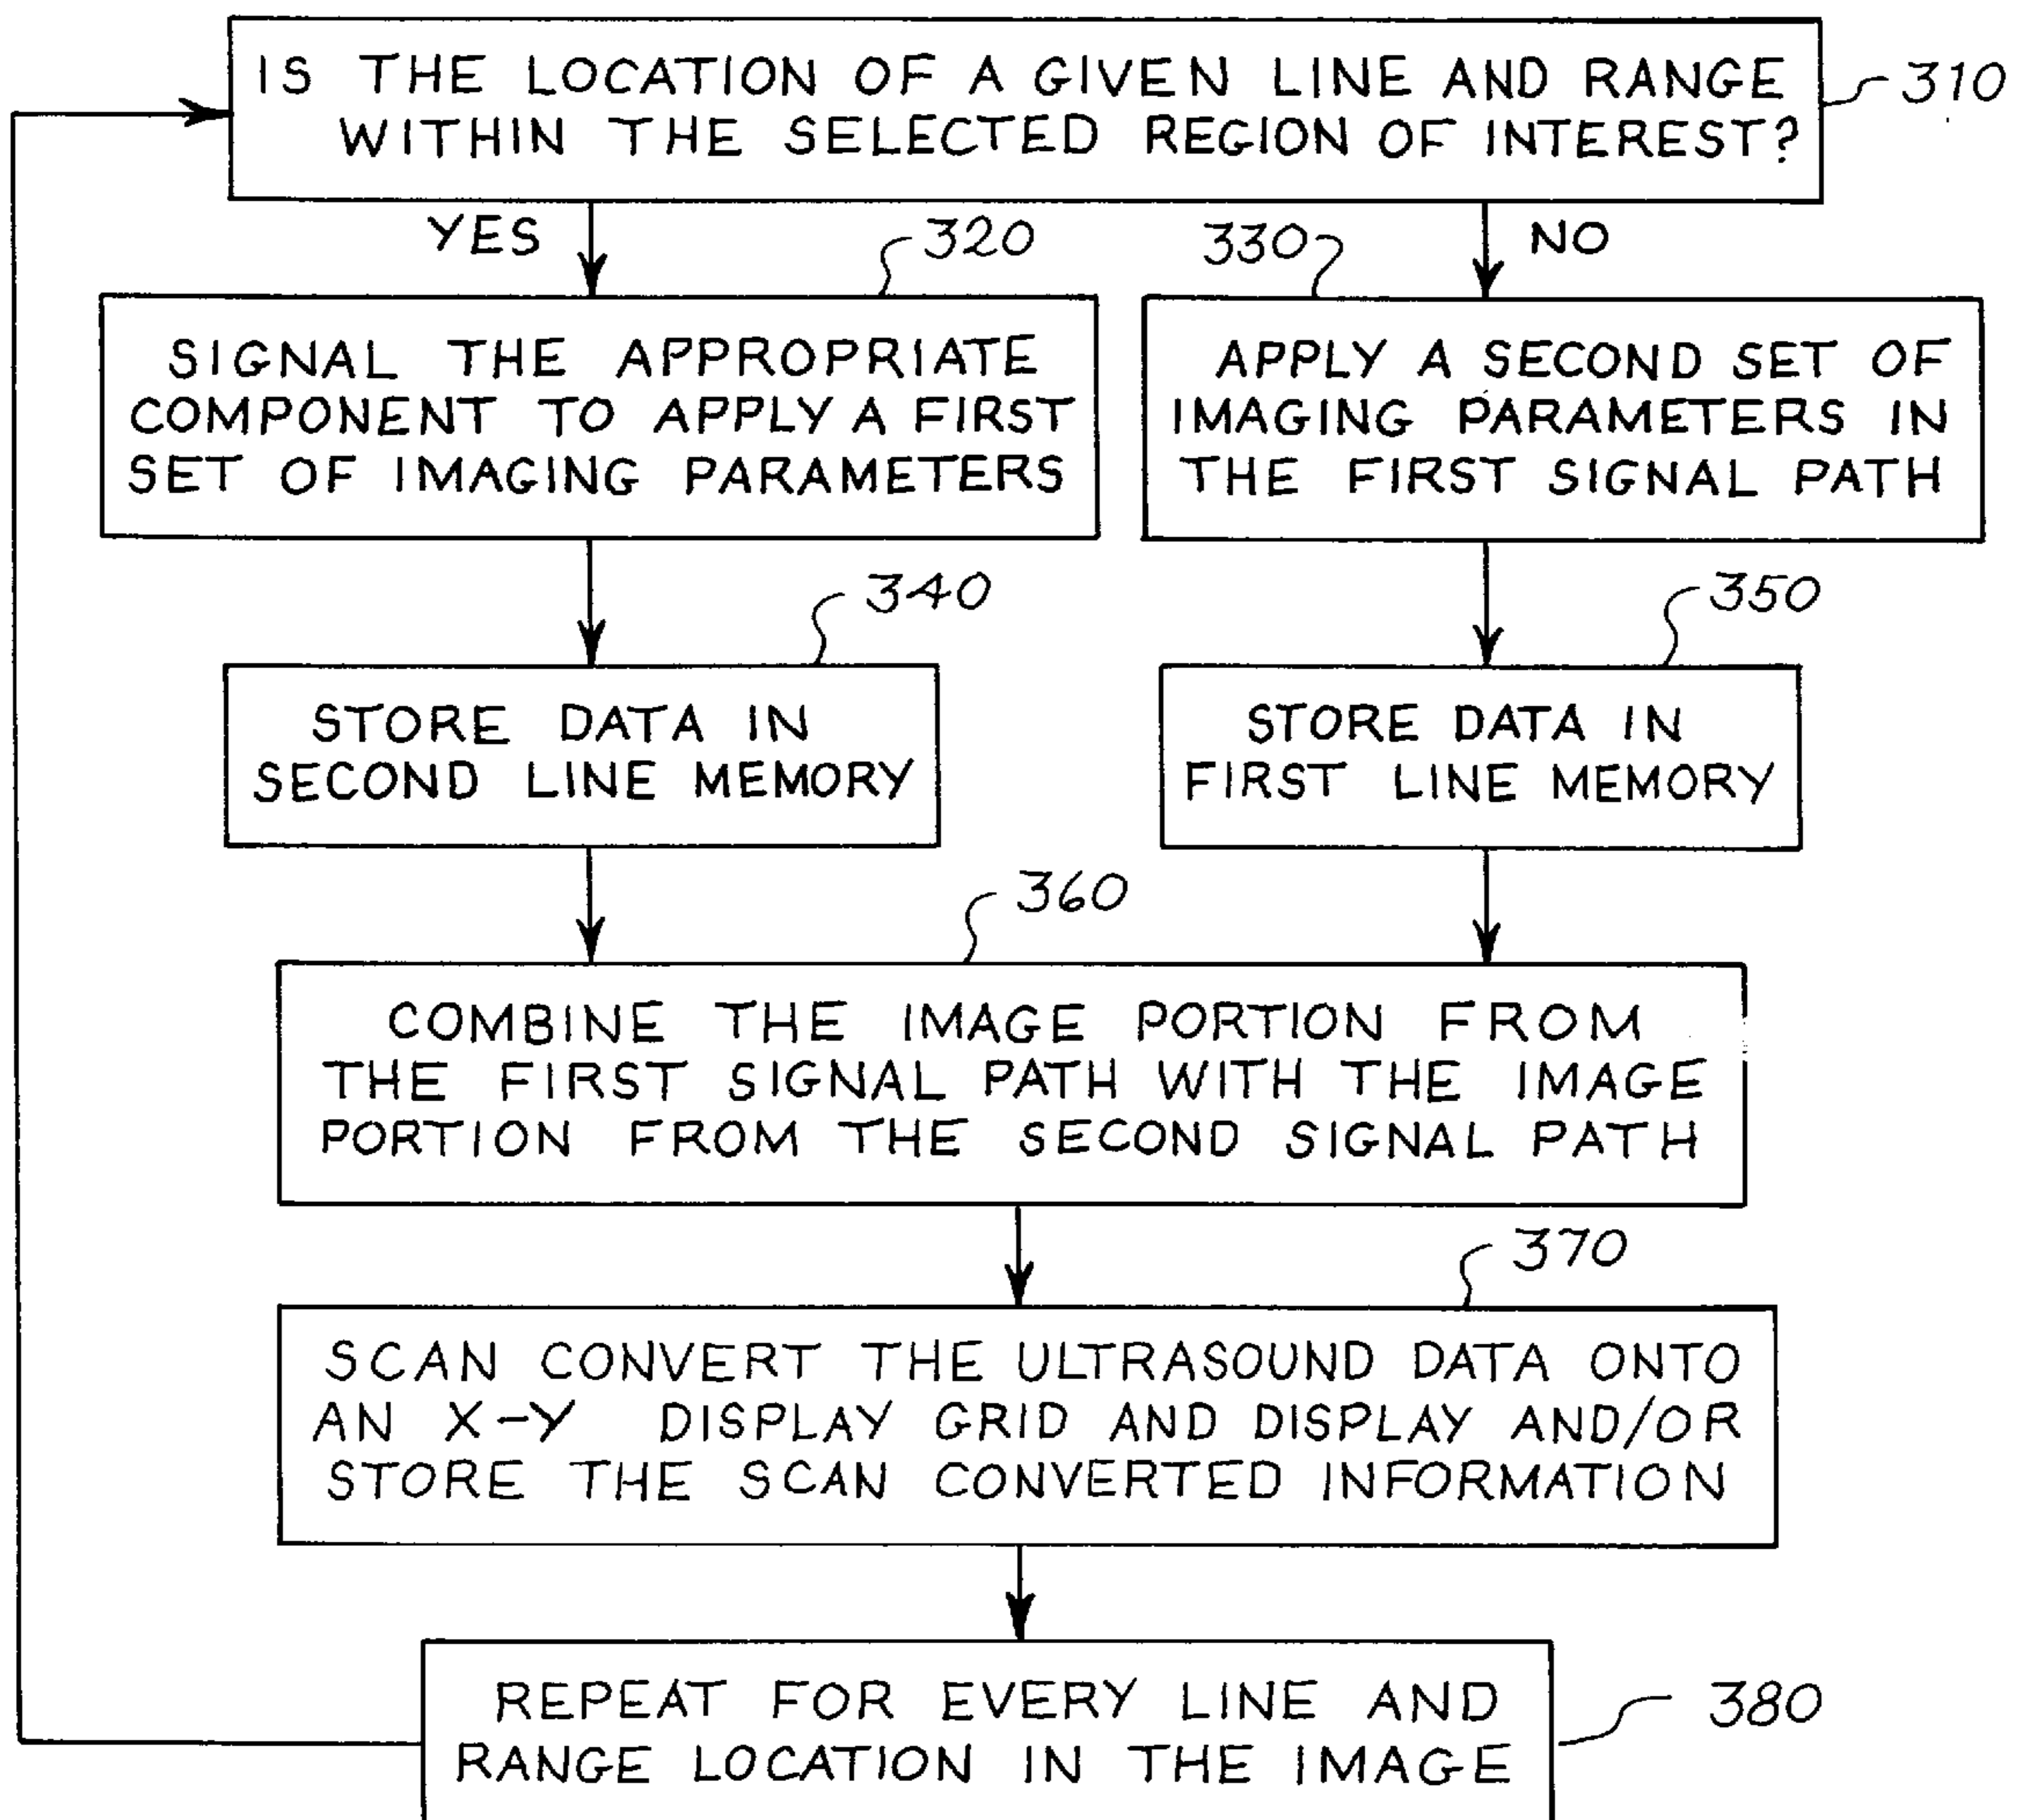 IS THE LOCATION OF A GIVEN LINE AND RANGE
WITHIN THE SELECTED REGION OF INTEREST?
310
YES
320
330
NO
SIGNAL THE APPROPRIATE
COMPONENT TO APPLY A FIRST
SET OF IMAGING PARAMETERS
APPLY A SECOND SET OF
IMAGING PARAMETERS IN
THE FIRST SIGNAL PATH
340
350
STORE DATA IN
SECOND LINE MEMORY
STORE DATA IN
FIRST LINE MEMORY
360
COMBINE THE IMAGE PORTION FROM
THE FIRST SIGNAL PATH WITH THE IMAGE
PORTION FROM THE SECOND SIGNAL PATH
370
SCAN CONVERT THE ULTRASOUND DATA ONTO
AN X-Y DISPLAY GRID AND DISPLAY AND/OR
STORE THE SCAN CONVERTED INFORMATION
REPEAT FOR EVERY LINE AND
RANGE LOCATION IN THE IMAGE
380